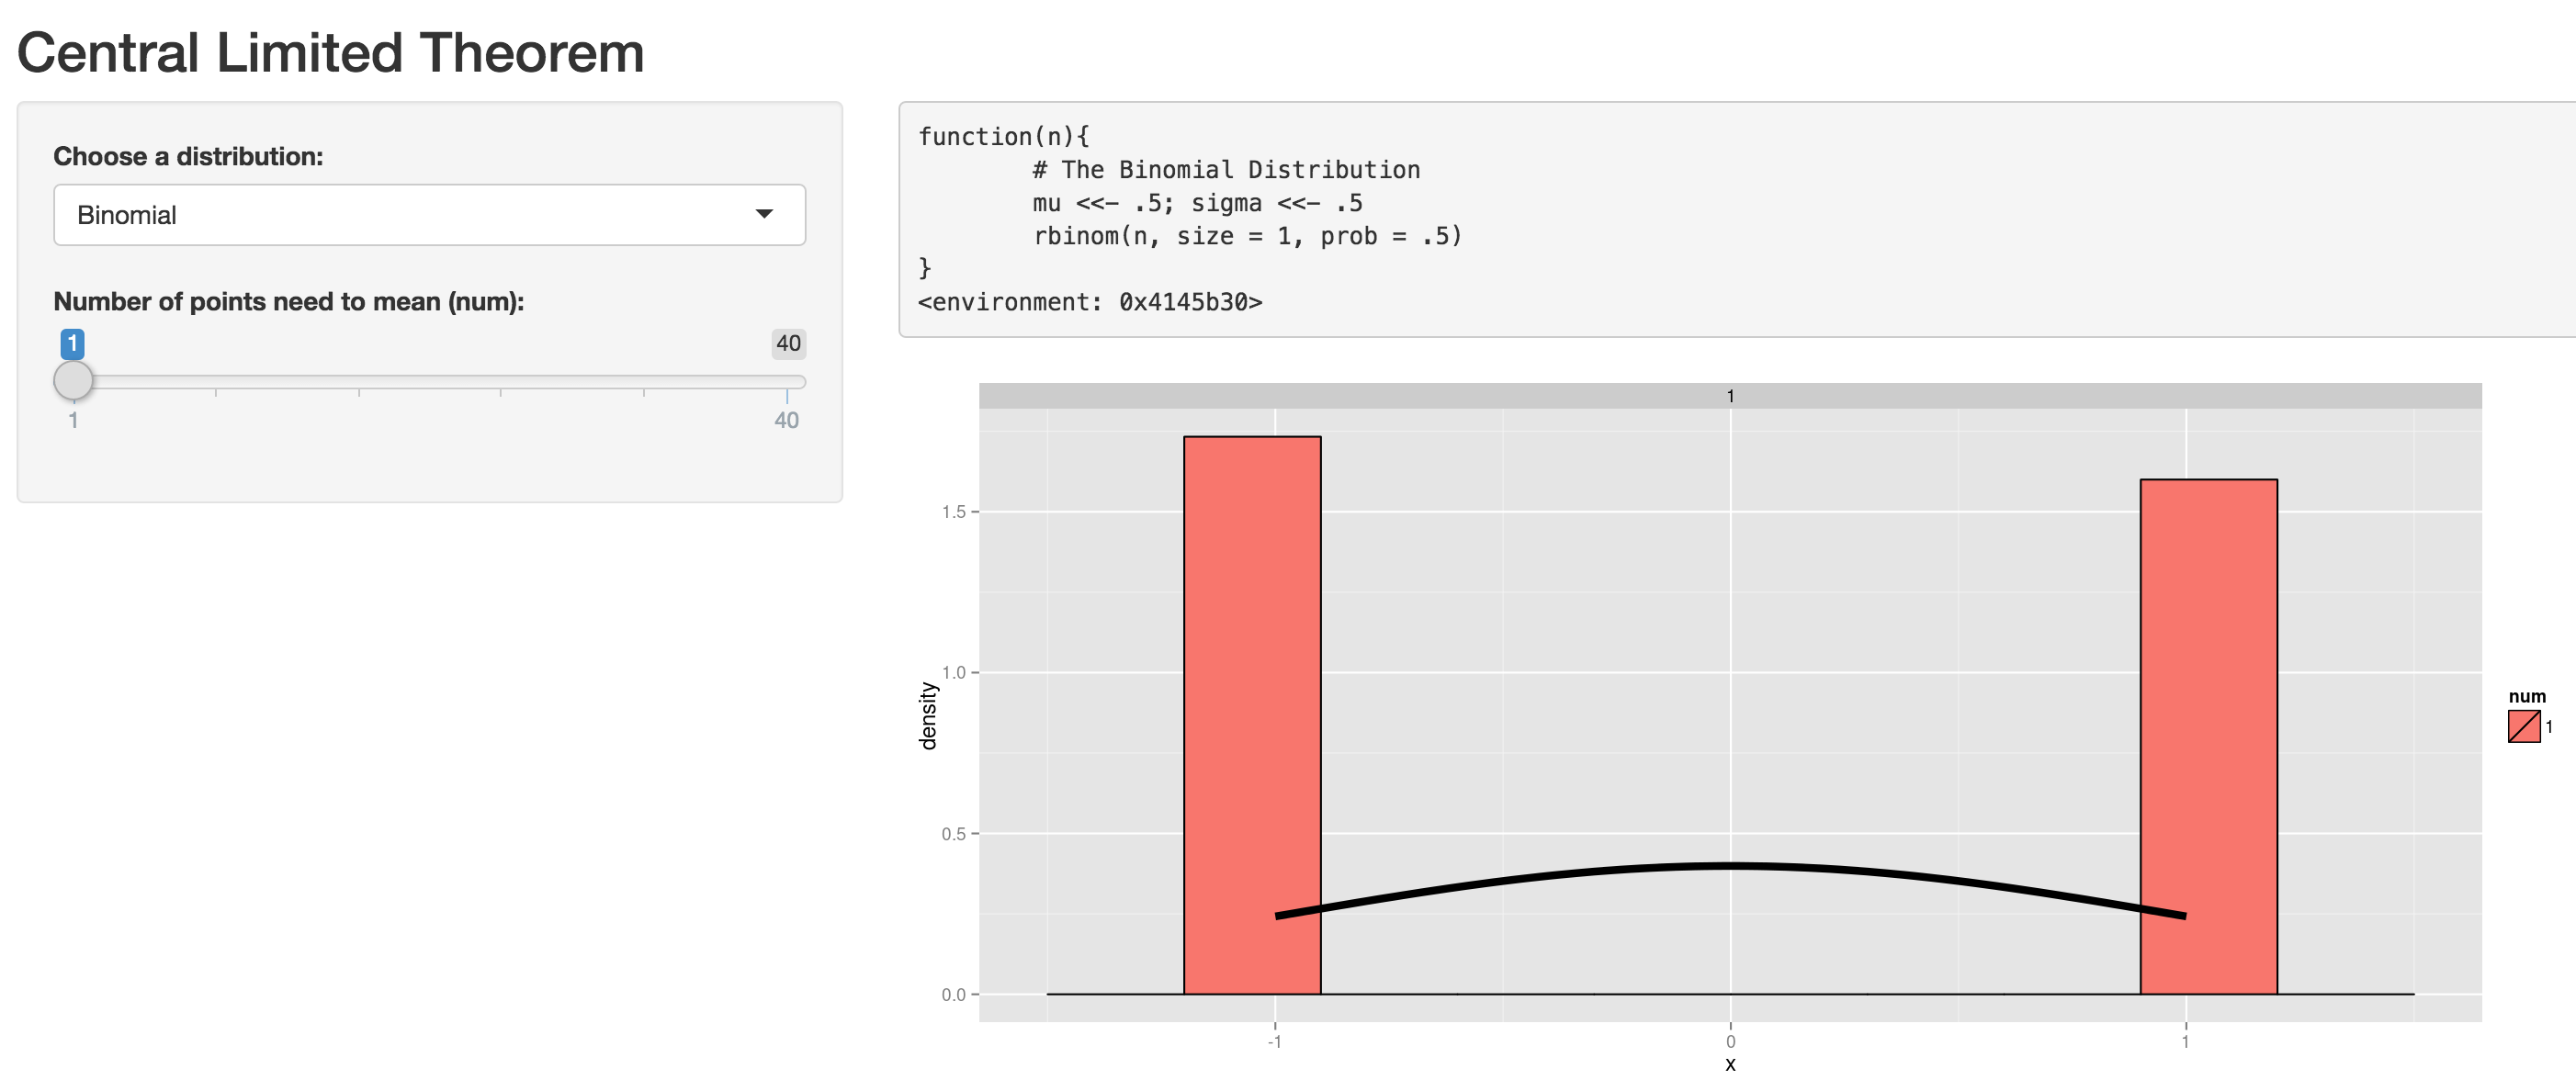 Central Limited Theorem
Choose a distribution:
Binomial
Number of points need to mean (num):
1
40
1
40
function(n){
        # The Binomial Distribution
        mu <<- .5; sigma <<- .5
        rbinom(n, size = 1, prob = .5)
}
<environment: 0x4145b30>
1
density
1.5
1.0
0.5
0.0
-1
0
1
x
num
1